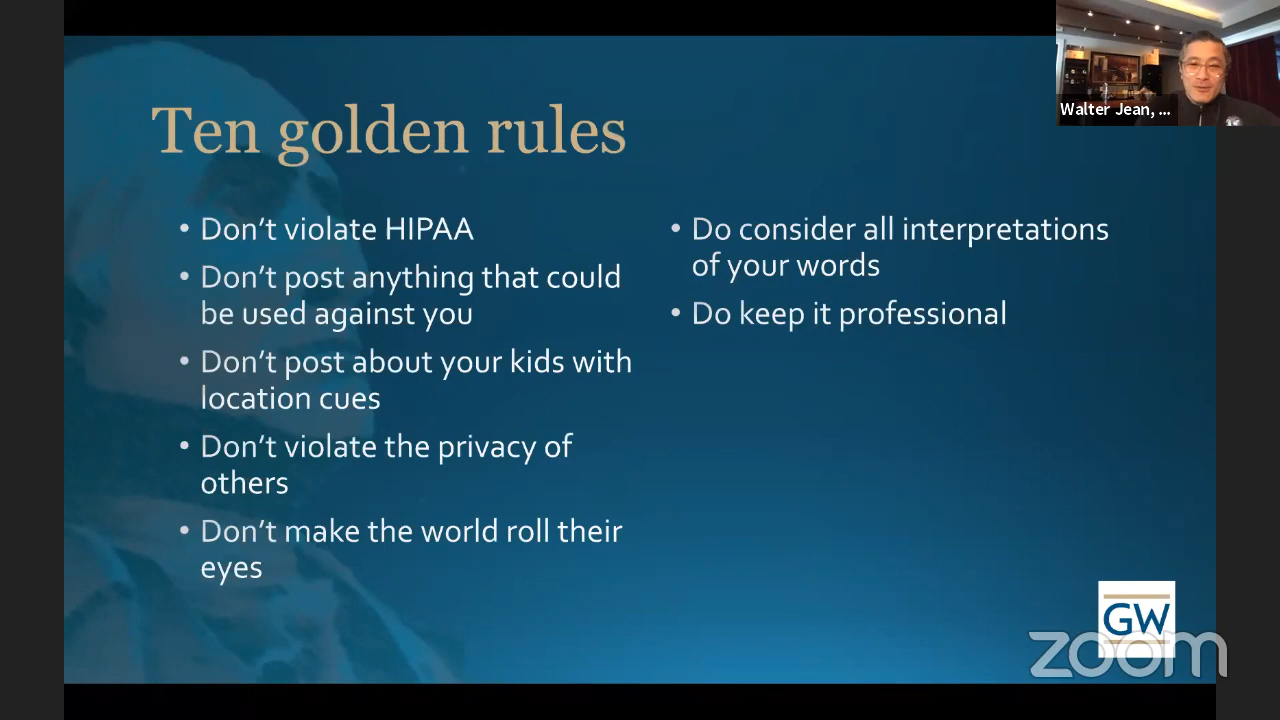 Ten golden rules
• Don’t violate HIPAA
• Don’t post anything that could
be used against you
• Don’t post about your kids with
location cues
• Don’t violate the privacy of
others
• Don’t make the world roll their
eyes
• Do consider all interpretations
of your words
• Do keep it professional
Walter Jean, ...
GW
zoom